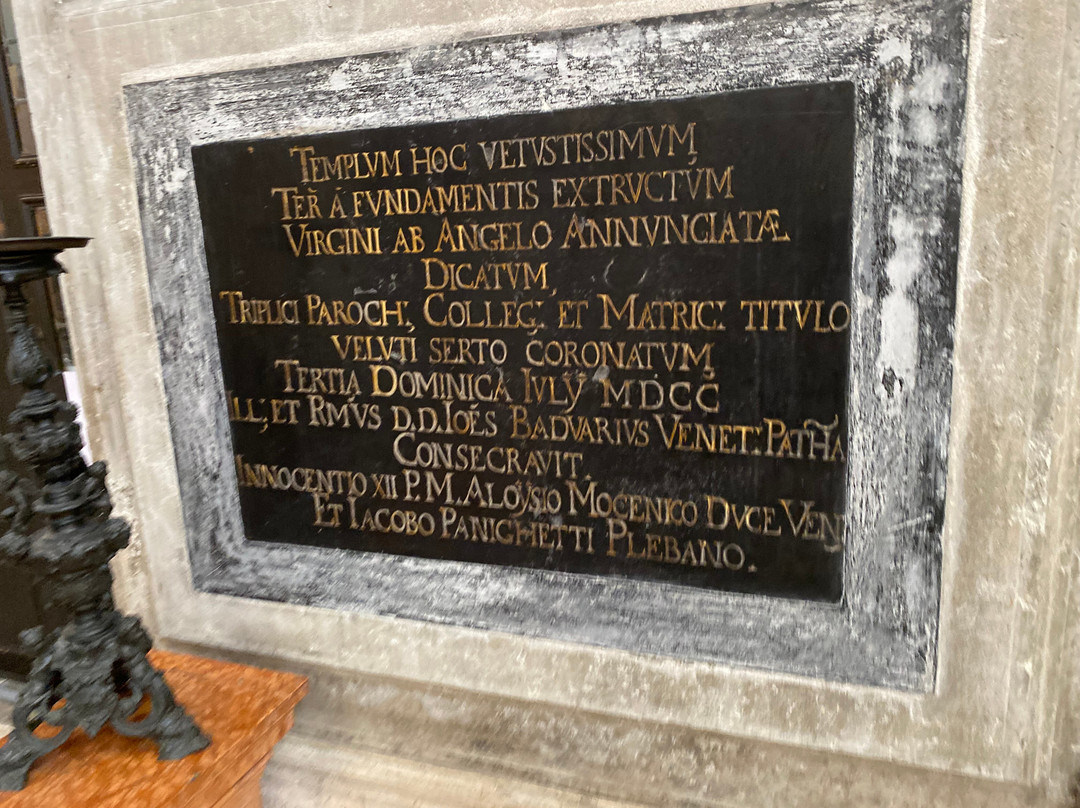 TEMPLVM HOC VETVSTISSIMVM
TER̃ Á FVNDAMENTIS EXTRVCTVM
VIRGINI AB ANGELO ANNVNCIATÆ
DICATVM,
TRIPLICI PAROCH:, COLLEG:, ET MATRIC: TITVLO
VELVTI SERTO CORONATVM,
TERTIA DOMINICA IVLY MDCC
ILL:, ET RMVS D.D. IOẼS BADVARIVS VENET: PATHA
CONSECRAVIT,
INNOCENTIO XII P.M. ALOYSIO MOCENICO DVCE VEN:
ET IACOBO PANIGHETTI PLEBANO.